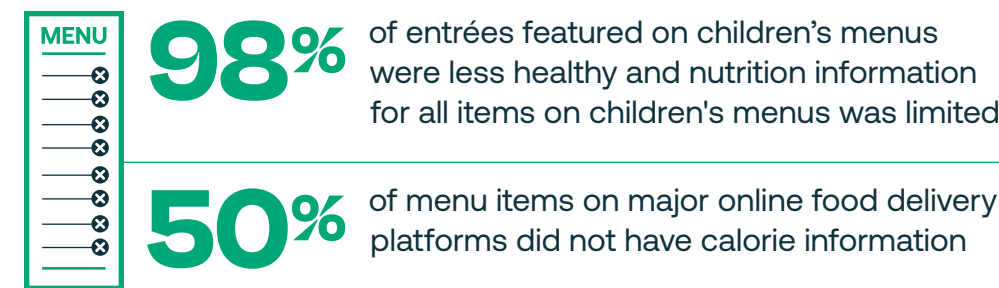 MENU
98%
of entrées featured on children’s menus
were less healthy and nutrition information
for all items on children's menus was limited
50%
of menu items on major online food delivery
platforms did not have calorie information